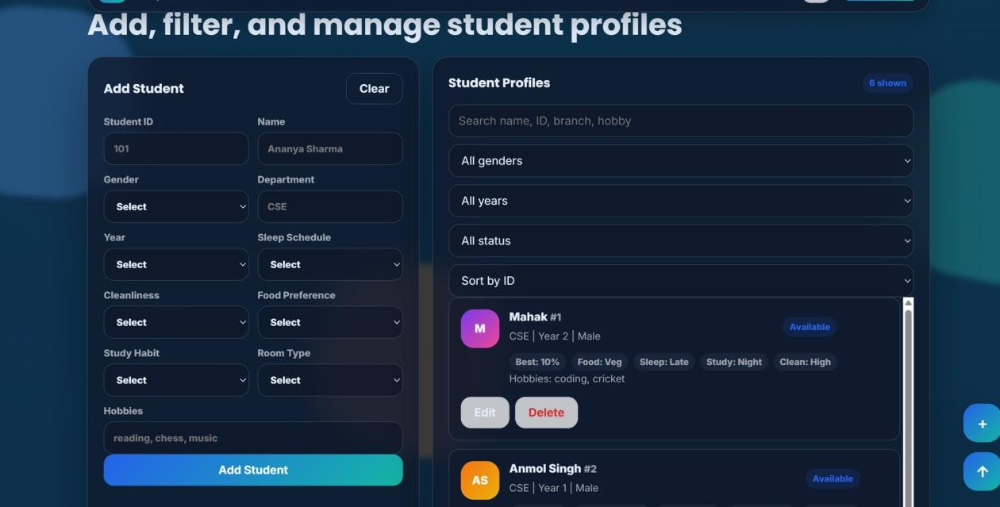 Add, filter, and manage student profiles
Add Student
Clear
Student ID
Name
101
Ananya Sharma
Gender
Department
Select
CSE
Year
Sleep Schedule
Select
Select
Cleanliness
Food Preference
Select
Select
Study Habit
Room Type
Select
Select
Hobbies
reading, chess, music
Add Student
Student Profiles
6 shown
Search name, ID, branch, hobby
All genders
All years
All status
Sort by ID
M
Mahak #1
Available
CSE | Year 2 | Male
Best: 10% Food: Veg Sleep: Late Study: Night Clean: High
Hobbies: coding, cricket
Edit
Delete
AS
Anmol Singh #2
Available
CSE | Year 1 | Male
+
↑